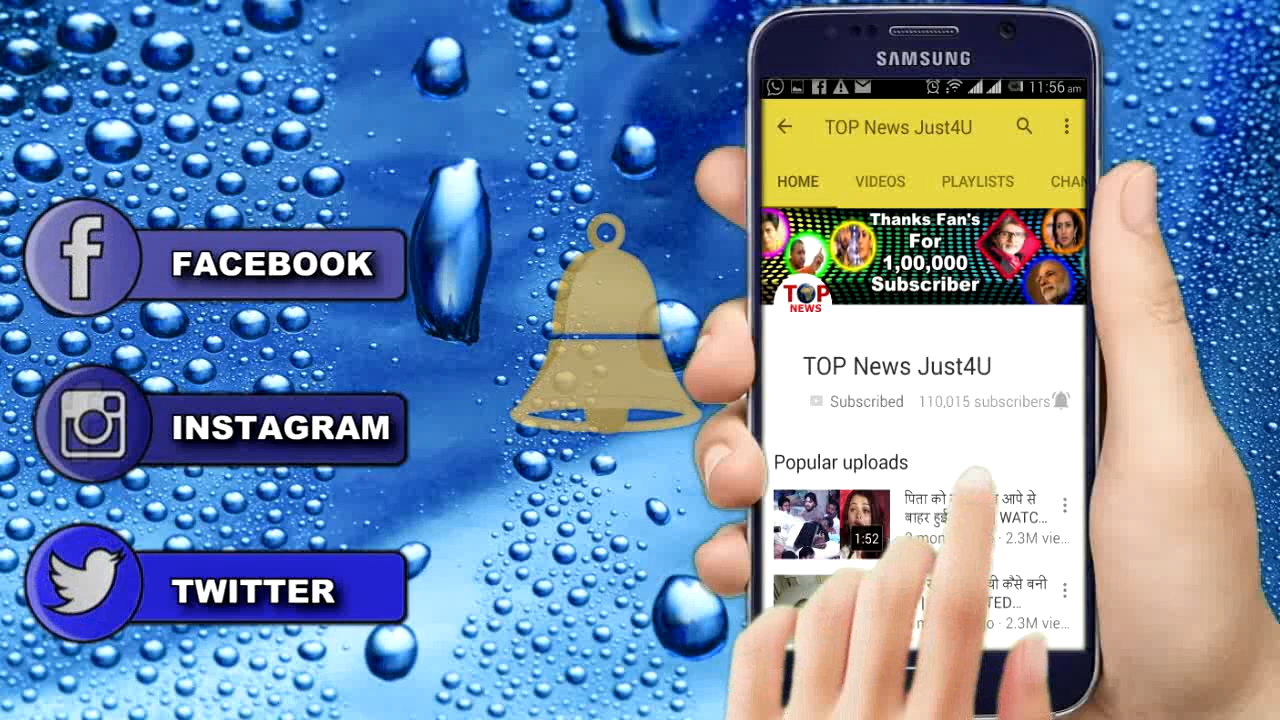 FACEBOOK
INSTAGRAM
TWITTER
SAMSUNG
11:56 am
TOP News Just4U
HOME VIDEOS PLAYLISTS CHAN
Thanks Fan's
For
1,00,000
Subscriber
TOP
NEWS
TOP News Just4U
Subscribed 110,015 subscribers
Popular uploads
पिता को आपे से
बाहर WATC...
1:52
2.3M vie...
कैसे बनी
2.3M vie...